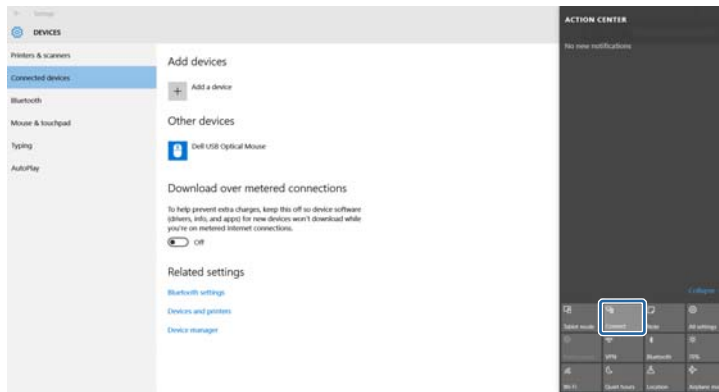 Settings
DEVICES
Printers & scanners
Connected devices
Bluetooth
Mouse & touchpad
Typing
AutoPlay
Add devices
Add a device
Other devices
Dell USB Optical Mouse
Download over metered connections
To help prevent extra charges, keep this off so device software
(drivers, info, and apps) for new devices won't download while
you're on metered Internet connections.
Off
Related settings
Bluetooth settings
Devices and printers
Device manager
ACTION CENTER
No new notifications
Collapse
Tablet mode
Connect
Note
All settings
VPN
Bluetooth
70%
Wi-Fi
Quiet hours
Location
Airplane mo